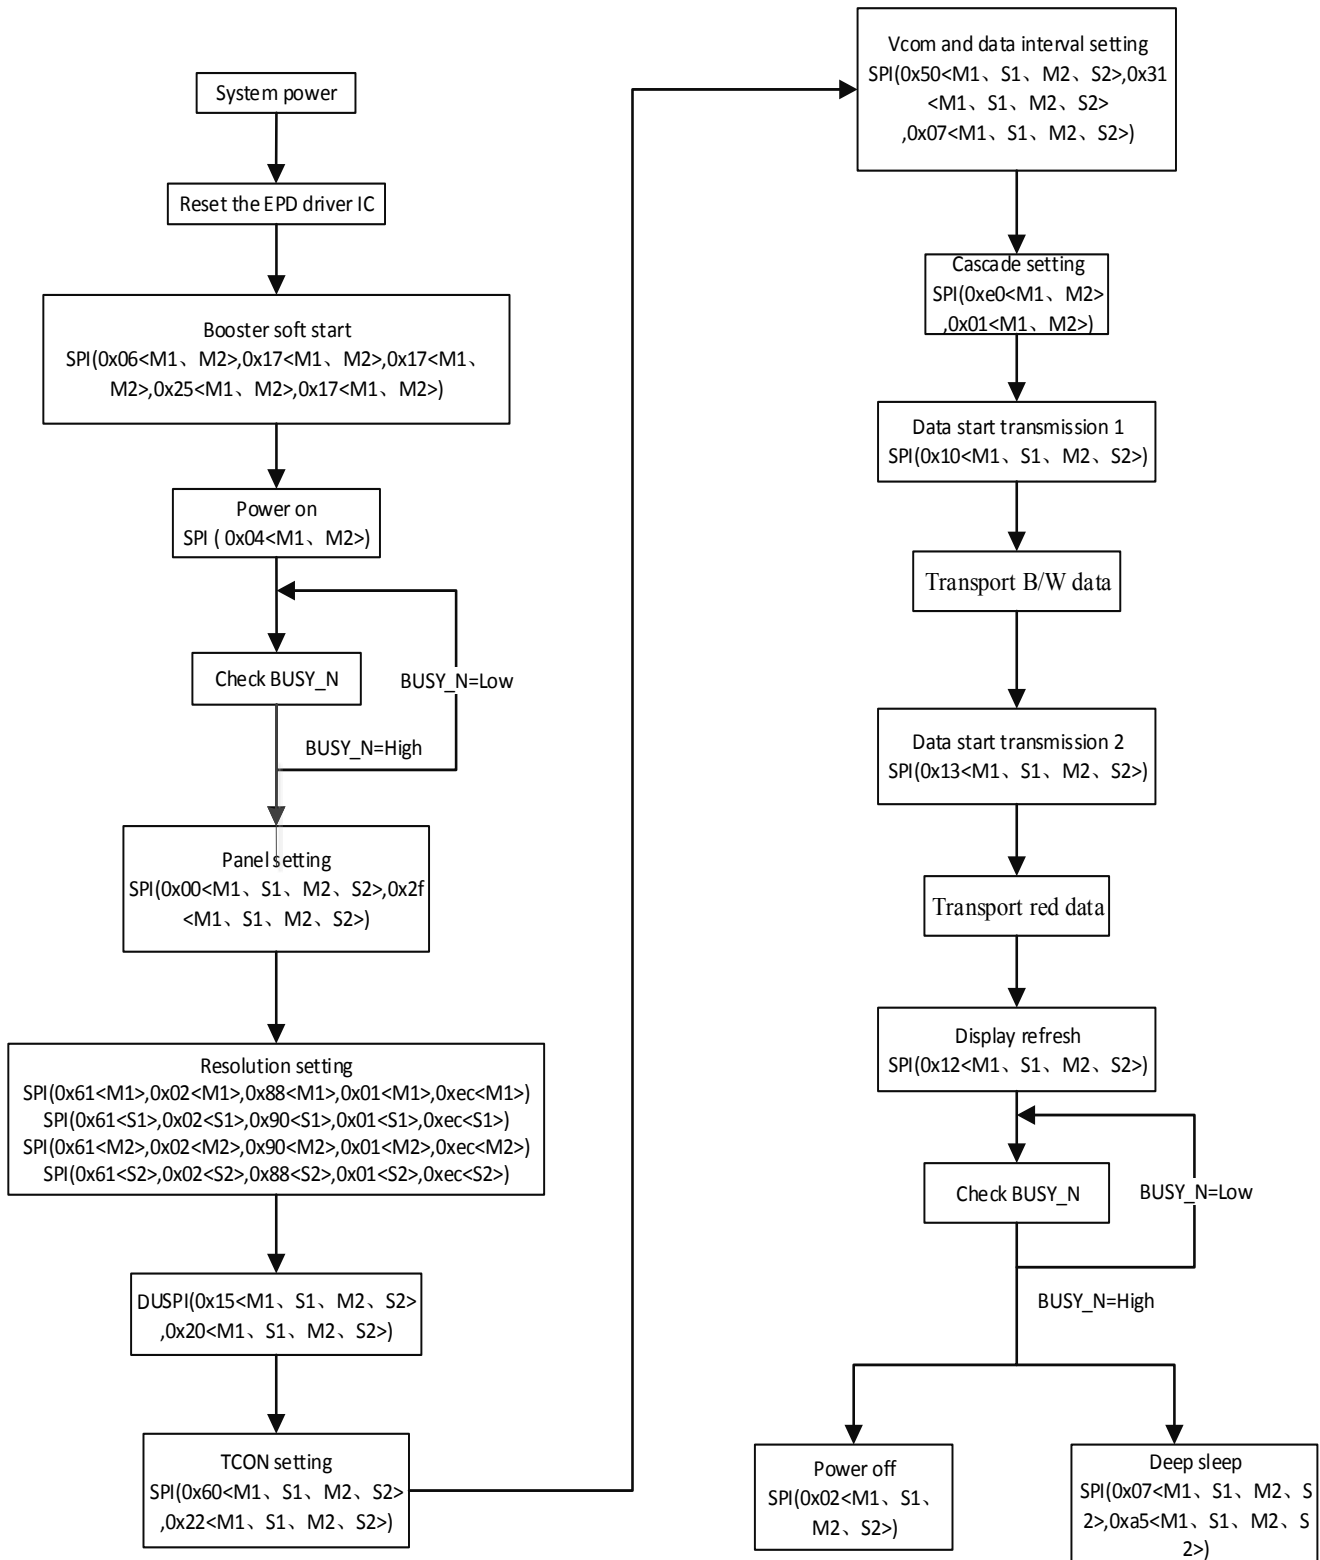 System power
Reset the EPD driver IC
Booster soft start
SPI(0x06<M1、M2>,0x17<M1、M2>,0x17<M1、
M2>,0x25<M1、M2>,0x17<M1、M2>)
Power on
SPI ( 0x04<M1、M2>)
Check BUSY_N
BUSY_N=Low
BUSY_N=High
Panel setting
SPI(0x00<M1、S1、M2、S2>,0x2f
<M1、S1、M2、S2>)
Resolution setting
SPI(0x61<M1>,0x02<M1>,0x88<M1>,0x01<M1>,0xec<M1>)
SPI(0x61<S1>,0x02<S1>,0x90<S1>,0x01<S1>,0xec<S1>)
SPI(0x61<M2>,0x02<M2>,0x90<M2>,0x01<M2>,0xec<M2>)
SPI(0x61<S2>,0x02<S2>,0x88<S2>,0x01<S2>,0xec<S2>)
DUSPI(0x15<M1、S1、M2、S2>
,0x20<M1、S1、M2、S2>)
TCON setting
SPI(0x60<M1、S1、M2、S2>
,0x22<M1、S1、M2、S2>)
Vcom and data interval setting
SPI(0x50<M1、S1、M2、S2>,0x31
<M1、S1、M2、S2>
,0x07<M1、S1、M2、S2>)
Cascade setting
SPI(0xe0<M1、M2>
,0x01<M1、M2>)
Data start transmission 1
SPI(0x10<M1、S1、M2、S2>)
Transport B/W data
Data start transmission 2
SPI(0x13<M1、S1、M2、S2>)
Transport red data
Display refresh
SPI(0x12<M1、S1、M2、S2>)
Check BUSY_N
BUSY_N=Low
BUSY_N=High
Power off
SPI(0x02<M1、S1、
M2、S2>)
Deep sleep
SPI(0x07<M1、S1、M2、S
2>,0xa5<M1、S1、M2、S
2>)